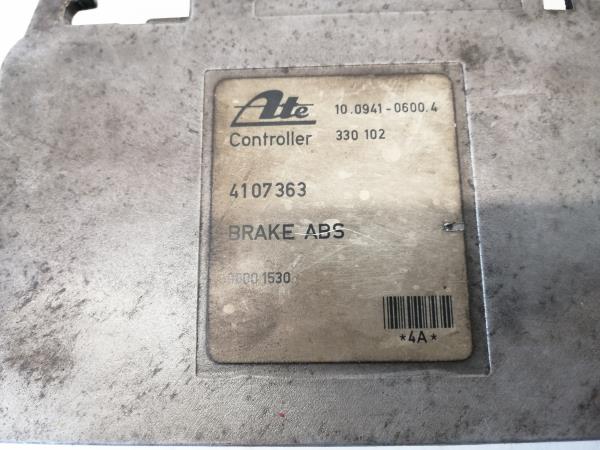 Ate 10.0941-0600.4
Controller 330 102
4107363
BRAKE ABS
1530
*4A*